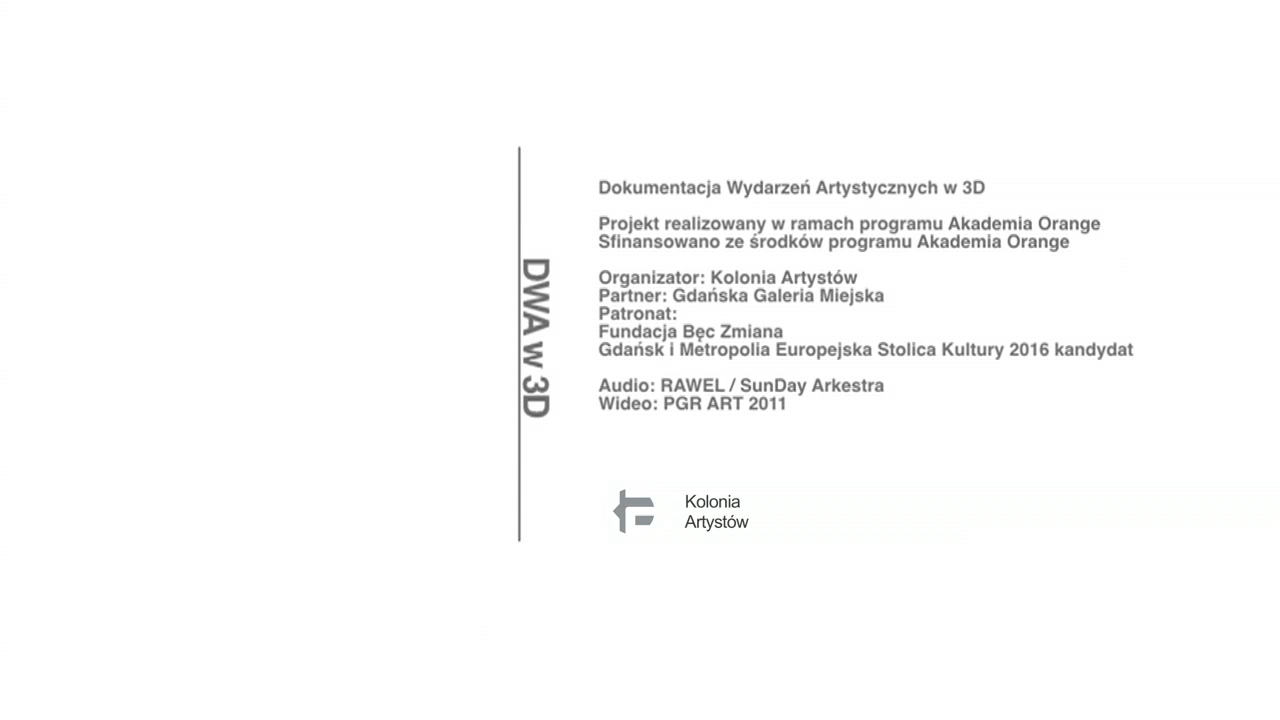 DWA w 3D
Dokumentacja Wydarzeń Artystycznych w 3D
Projekt realizowany w ramach programu Akademia Orange
Sfinansowano ze środków programu Akademia Orange
Organizator: Kolonia Artystów
Partner: Gdańska Galeria Miejska
Patronat:
Fundacja Bęc Zmiana
Gdańsk i Metropolia Europejska Stolica Kultury 2016 kandydat
Audio: RAWEL / SunDay Arkestra
Wideo: PGR ART 2011
Kolonia
Artystów